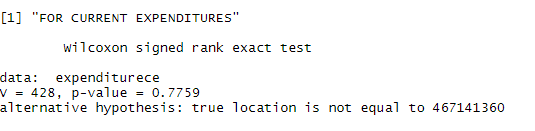 [1] "FOR CURRENT EXPENDITURES"
Wilcoxon signed rank exact test
data:  expenditurece
V = 428, p-value = 0.7759
alternative hypothesis: true location is not equal to 467141360